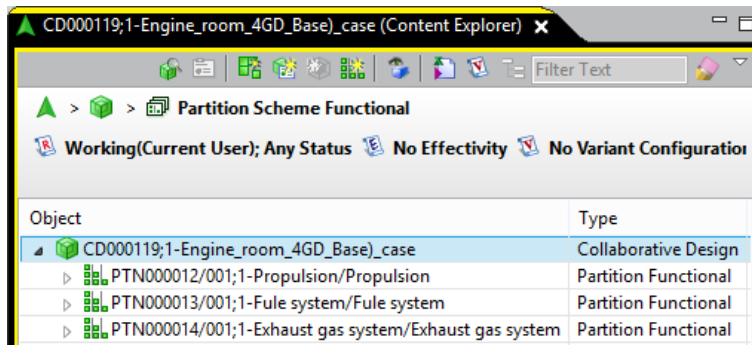 CD000119;1-Engine_room_4GD_Base)_case (Content Explorer)
Filter Text
> > Partition Scheme Functional
Working(Current User); Any Status No Effectivity No Variant Configuration
Object Type
CD000119;1-Engine_room_4GD_Base)_case Collaborative Design
PTN000012/001;1-Propulsion/Propulsion Partition Functional
PTN000013/001;1-Fule system/Fule system Partition Functional
PTN000014/001;1-Exhaust gas system/Exhaust gas system Partition Functional